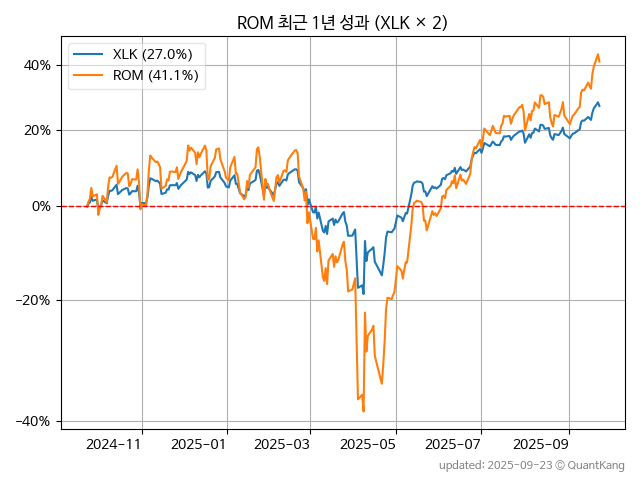 ROM 최근 1년 성과 (XLK × 2)
XLK (27.0%)
ROM (41.1%)
40%
20%
0%
−20%
−40%
2024-11 2025-01 2025-03 2025-05 2025-07 2025-09
updated: 2025-09-23 ⓒ QuantKang